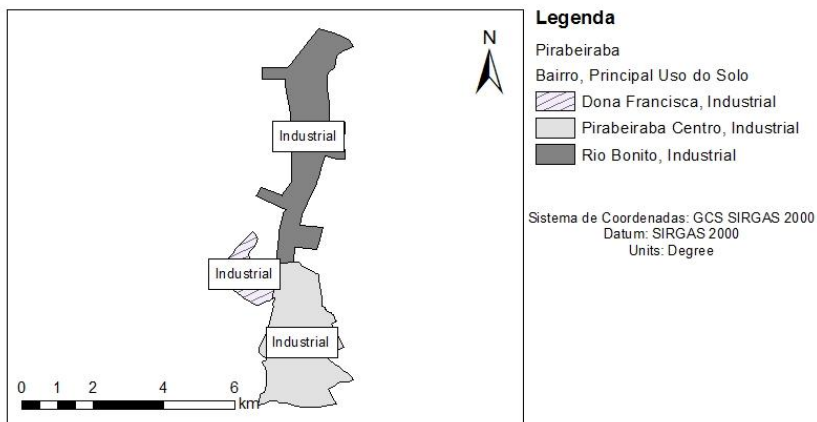 N
Industrial
Industrial
Industrial
0 1 2 4 6
km
Legenda
Pirabeiraba
Bairro, Principal Uso do Solo
Dona Francisca, Industrial
Pirabeiraba Centro, Industrial
Rio Bonito, Industrial
Sistema de Coordenadas: GCS SIRGAS 2000
Datum: SIRGAS 2000
Units: Degree